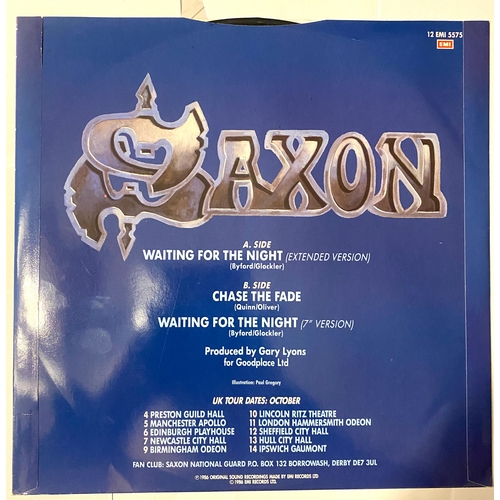 12 EMI 5575
EMI
SAXON
A. SIDE
WAITING FOR THE NIGHT (EXTENDED VERSION)
(Byford/Glockler)
B. SIDE
CHASE THE FADE
(Quinn/Oliver)
WAITING FOR THE NIGHT (7" VERSION)
(Byford/Glockler)
Produced by Gary Lyons
for Goodplace Ltd
Illustration: Paul Gregory
UK TOUR DATES: OCTOBER
4 PRESTON GUILD HALL 10 LINCOLN RITZ THEATRE
5 MANCHESTER APOLLO 11 LONDON HAMMERSMITH ODEON
6 EDINBURGH PLAYHOUSE 12 SHEFFIELD CITY HALL
7 NEWCASTLE CITY HALL 13 HULL CITY HALL
9 BIRMINGHAM ODEON 14 IPSWICH GAUMONT
FAN CLUB: SAXON NATIONAL GUARD P.O. BOX 132 BORROWASH, DERBY DE7 3UL
℗ 1986 ORIGINAL SOUND RECORDINGS MADE BY EMI RECORDS LTD.
© 1986 EMI RECORDS LTD.